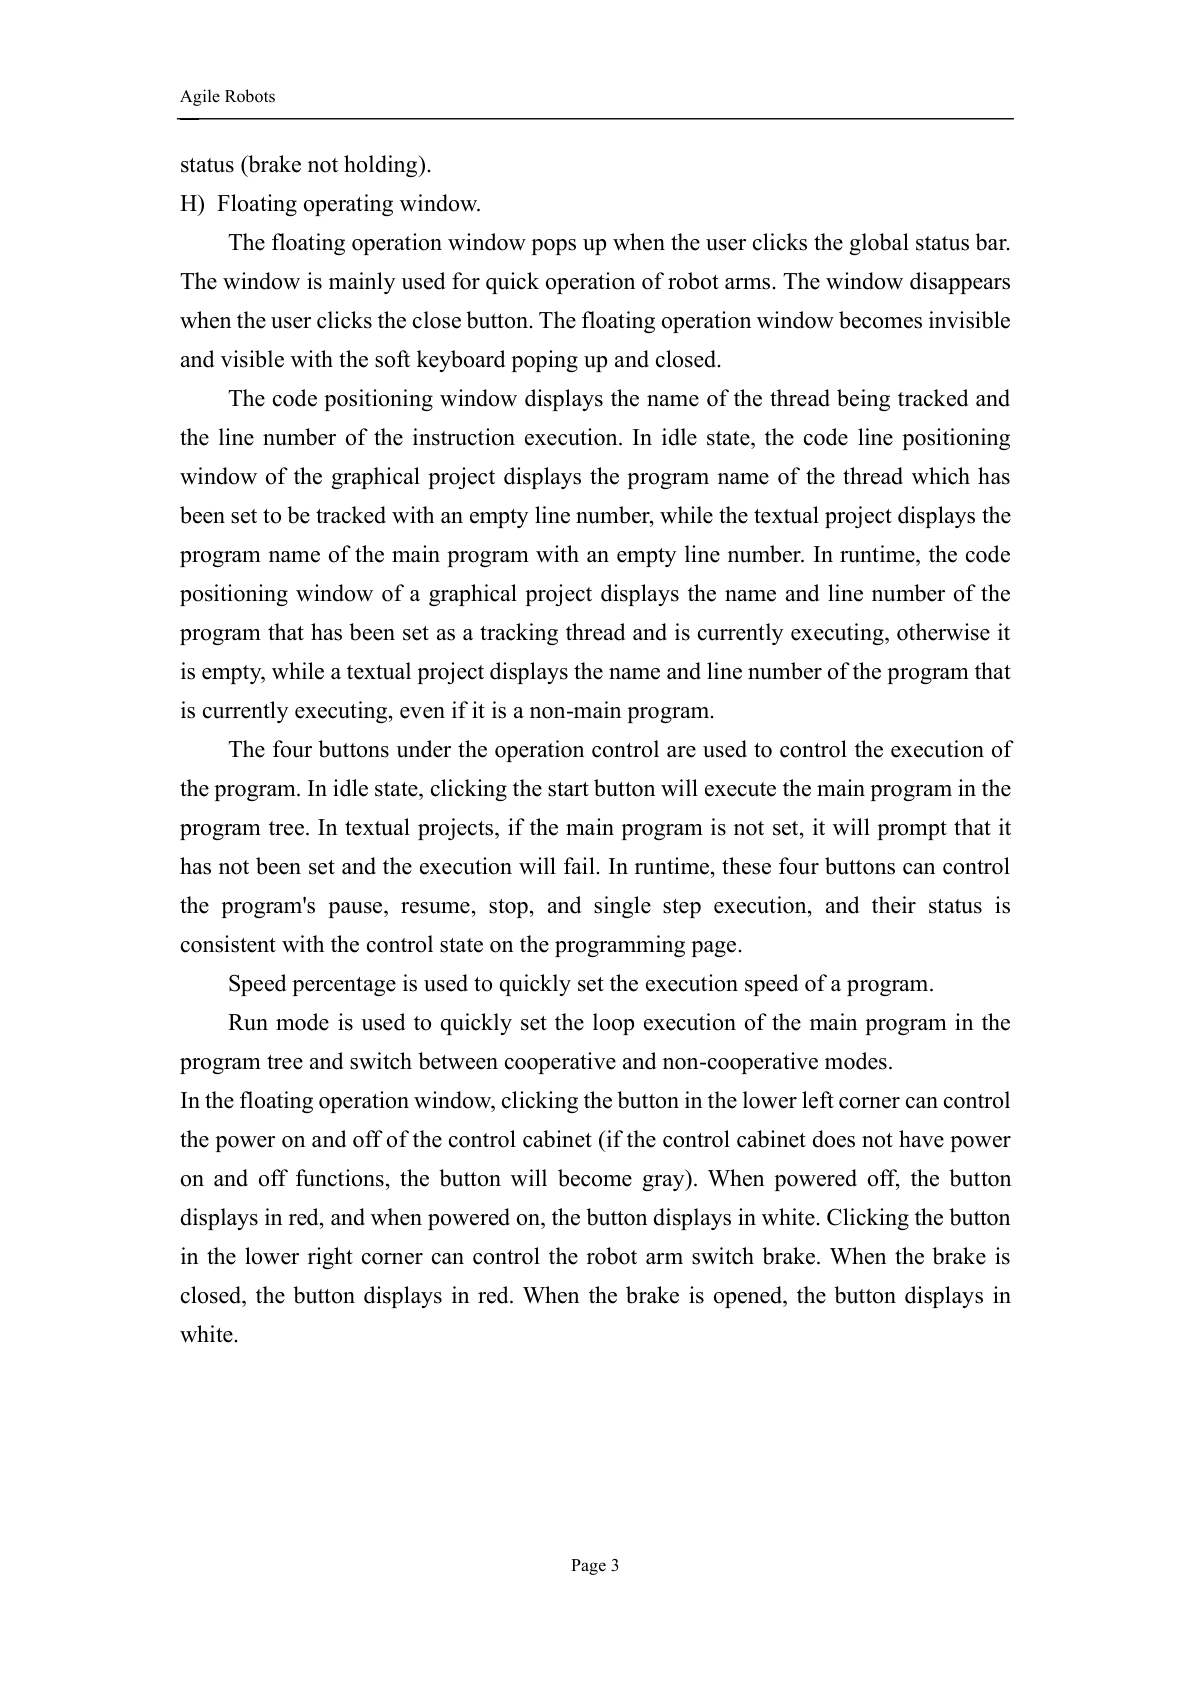 Agile Robots
status (brake not holding).
H) Floating operating window.
The floating operation window pops up when the user clicks the global status bar.
The window is mainly used for quick operation of robot arms. The window disappears
when the user clicks the close button. The floating operation window becomes invisible
and visible with the soft keyboard poping up and closed.
The code positioning window displays the name of the thread being tracked and
the line number of the instruction execution. In idle state, the code line positioning
window of the graphical project displays the program name of the thread which has
been set to be tracked with an empty line number, while the textual project displays the
program name of the main program with an empty line number. In runtime, the code
positioning window of a graphical project displays the name and line number of the
program that has been set as a tracking thread and is currently executing, otherwise it
is empty, while a textual project displays the name and line number of the program that
is currently executing, even if it is a non-main program.
The four buttons under the operation control are used to control the execution of
the program. In idle state, clicking the start button will execute the main program in the
program tree. In textual projects, if the main program is not set, it will prompt that it
has not been set and the execution will fail. In runtime, these four buttons can control
the program's pause, resume, stop, and single step execution, and their status is
consistent with the control state on the programming page.
Speed percentage is used to quickly set the execution speed of a program.
Run mode is used to quickly set the loop execution of the main program in the
program tree and switch between cooperative and non-cooperative modes.
In the floating operation window, clicking the button in the lower left corner can control
the power on and off of the control cabinet (if the control cabinet does not have power
on and off functions, the button will become gray). When powered off, the button
displays in red, and when powered on, the button displays in white. Clicking the button
in the lower right corner can control the robot arm switch brake. When the brake is
closed, the button displays in red. When the brake is opened, the button displays in
white.
Page 3